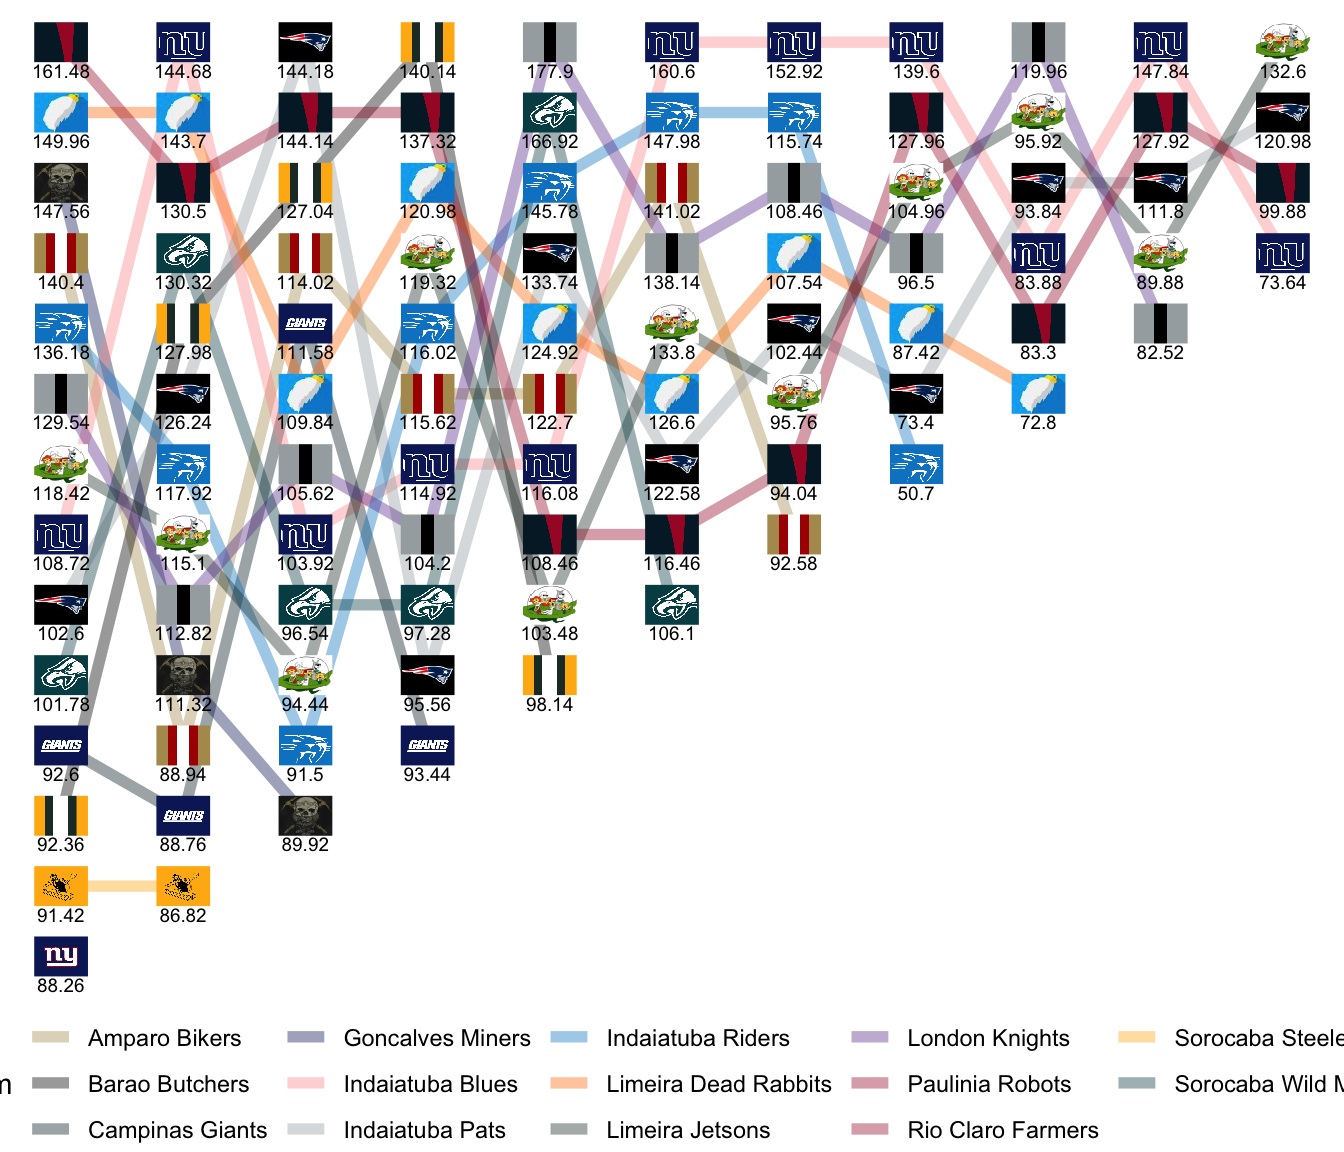 161.48 144.68 144.18 140.14 177.9 160.6 152.92 139.6 119.96 147.84 132.6
149.96 143.7 144.14 137.32 166.92 147.98 115.74 127.96 95.92 127.92 120.98
147.56 130.5 127.04 120.98 145.78 141.02 108.46 104.96 93.84 111.8 99.88
140.4 130.32 114.02 119.32 133.74 138.14 107.54 96.5 83.88 89.88 73.64
GIANTS
136.18 127.98 111.58 116.02 124.92 133.8 102.44 87.42 83.3 82.52
129.54 126.24 109.84 115.62 122.7 126.6 95.76 73.4 72.8
118.42 117.92 105.62 114.92 116.08 122.58 94.04 50.7
108.72 115.1 103.92 104.2 108.46 116.46 92.58
102.6 112.82 96.54 97.28 103.48 106.1
101.78 111.32 94.44 95.56 98.14
GIANTS GIANTS
92.6 88.94 91.5 93.44
GIANTS
92.36 88.76 89.92
91.42 86.82
ny
88.26
Amparo Bikers Goncalves Miners Indaiatuba Riders London Knights Sorocaba Steele
m Barao Butchers Indaiatuba Blues Limeira Dead Rabbits Paulinia Robots Sorocaba Wild M
Campinas Giants Indaiatuba Pats Limeira Jetsons Rio Claro Farmers